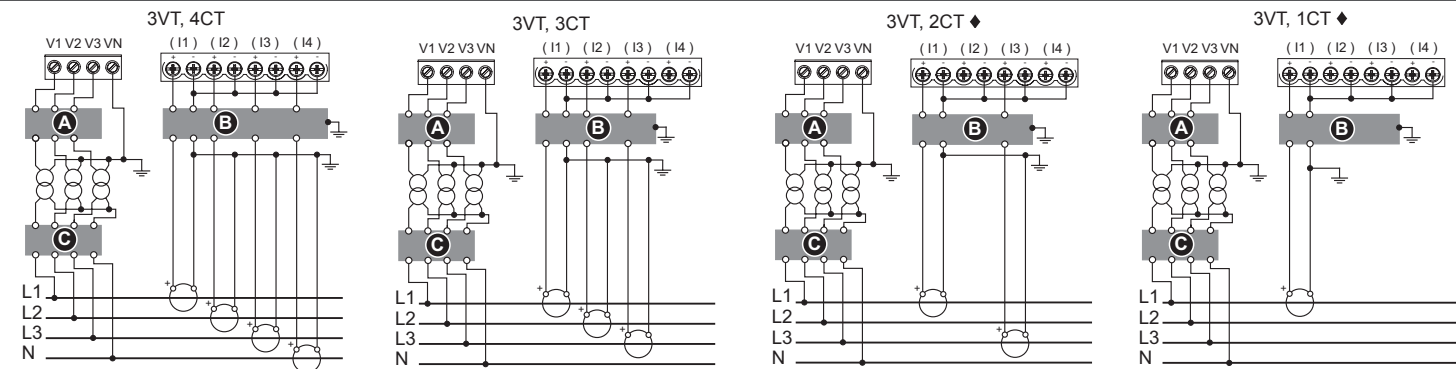 3VT, 4CT
V1 V2 V3 VN
( I1 ) ( I2 ) ( I3 ) ( I4 )
+ - + - + - + -
A
B
C
+
+
+
+
L1
L2
L3
N
3VT, 3CT
V1 V2 V3 VN
( I1 ) ( I2 ) ( I3 ) ( I4 )
+ - + - + - + -
A
B
C
+
+
+
L1
L2
L3
N
3VT, 2CT ♦
V1 V2 V3 VN
( I1 ) ( I2 ) ( I3 ) ( I4 )
+ - + - + - + -
A
B
C
+
+
L1
L2
L3
N
3VT, 1CT ♦
V1 V2 V3 VN
( I1 ) ( I2 ) ( I3 ) ( I4 )
+ - + - + - + -
A
B
C
+
L1
L2
L3
N